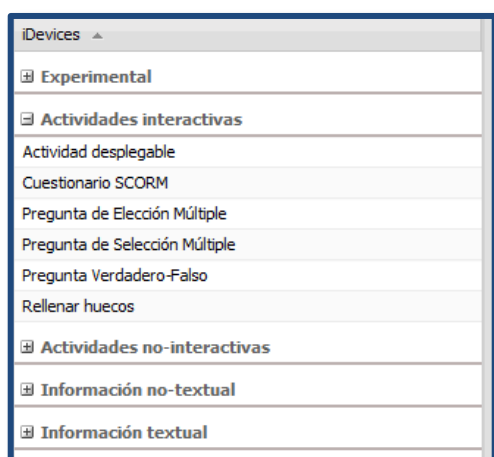 iDevices
Experimental
Actividades interactivas
Actividad desplegable
Cuestionario SCORM
Pregunta de Elección Múltiple
Pregunta de Selección Múltiple
Pregunta Verdadero-Falso
Rellenar huecos
Actividades no-interactivas
Información no-textual
Información textual